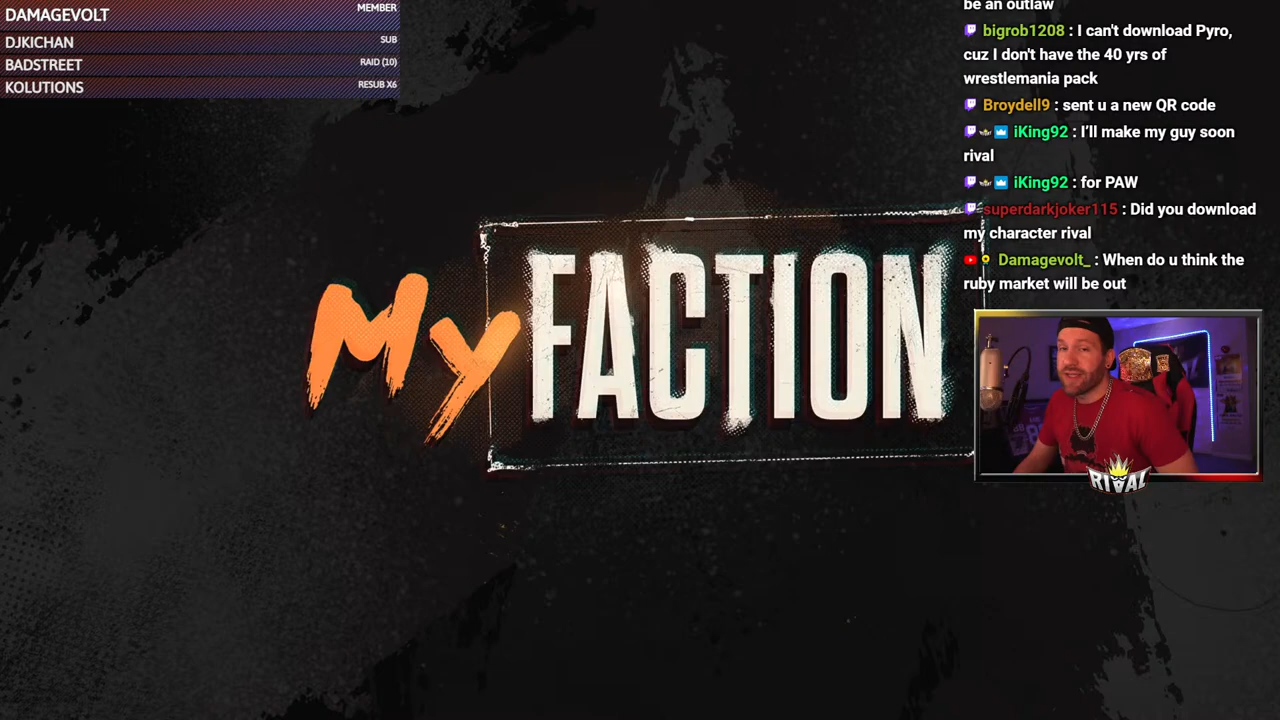 DAMAGEVOLT MEMBER
DJKICHAN SUB
BADSTREET RAID (10)
KOLUTIONS RESUB X6
My FACTION
be an outlaw
bigrob1208 : I can't download Pyro,
cuz I don't have the 40 yrs of
wrestlemania pack
Broydell9 : sent u a new QR code
iKing92 : I’ll make my guy soon
rival
iKing92 : for PAW
superdarkjoker115 : Did you download
my character rival
Damagevolt_ : When do u think the
ruby market will be out
RIVAL